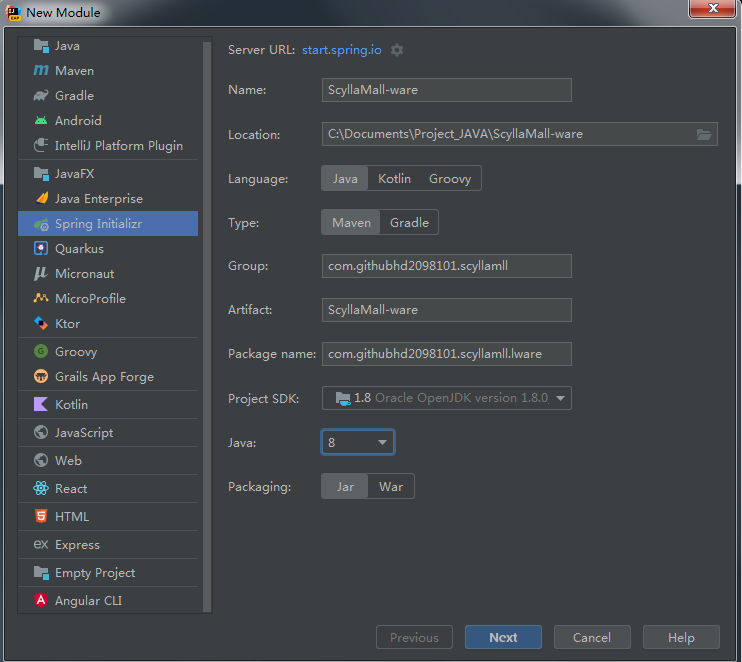 New Module
Java
Maven
Gradle
Android
IntelliJ Platform Plugin
JavaFX
Java Enterprise
Spring Initializr
Quarkus
Micronaut
MicroProfile
Ktor
Groovy
Grails App Forge
Kotlin
JavaScript
Web
React
HTML
Express
Empty Project
Angular CLI
Server URL: start.spring.io
Name: ScyllaMall-ware
Location: C:\Documents\Project_JAVA\ScyllaMall-ware
Language: Java Kotlin Groovy
Type: Maven Gradle
Group: com.githubhd2098101.scyllamll
Artifact: ScyllaMall-ware
Package name: com.githubhd2098101.scyllamll.lware
Project SDK: 1.8 Oracle OpenJDK version 1.8.0_
Java: 8
Packaging: Jar War
Previous Next Cancel Help